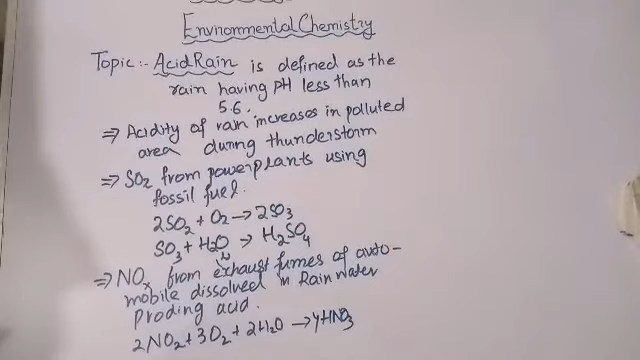 Environmental Chemistry
Topic:- Acid Rain is defined as the
rain having pH less than
5.6.
⇒ Acidity of rain increases in polluted
area during thunderstorm
⇒ SO2 from powerplants using
fossil fuel.
2SO2 + O2 → 2SO3
SO3 + H2O → H2SO4
⇒ NOx from exhaust fumes of auto-
mobile dissolved in Rain water
Proding acid.
2NO2 + 3O2 + 2H2O → 4HNO3